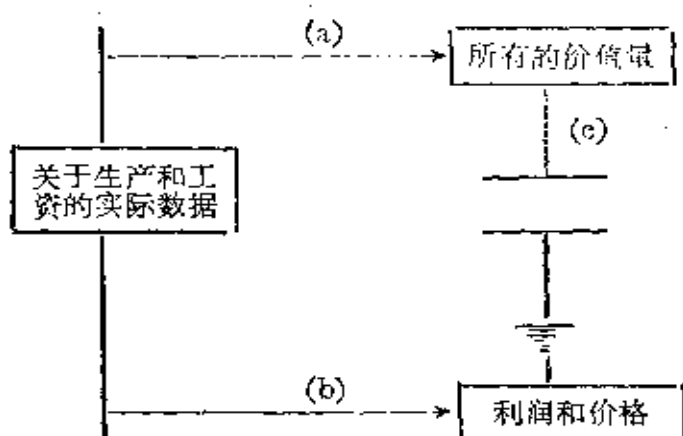 (a)
所有的价值量
(c)
关于生产和工
资的实际数据
(b)
利润和价格